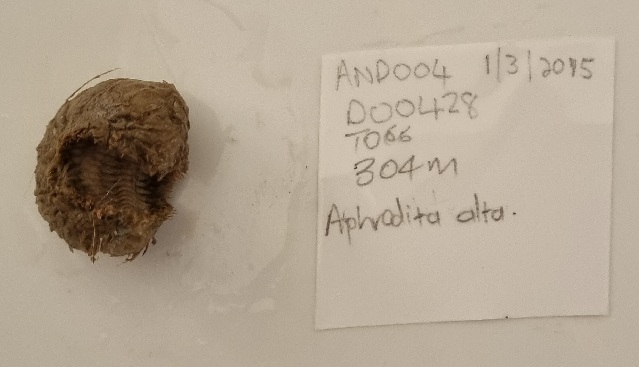 AND004 1/3/2015
D00428
T066
304m
Aphrodita alta.